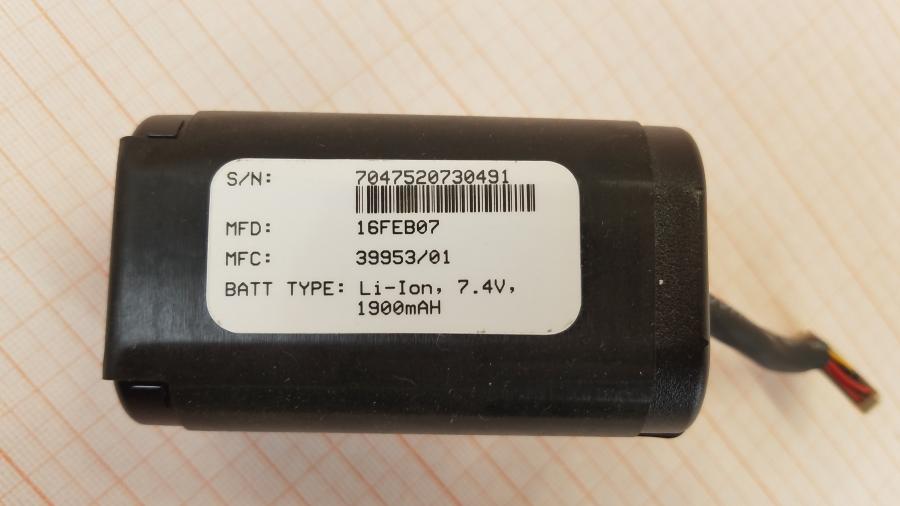 S/N: 7047520730491
MFD: 16FEB07
MFC: 39953/01
BATT TYPE: Li-Ion, 7.4V,
1900mAH